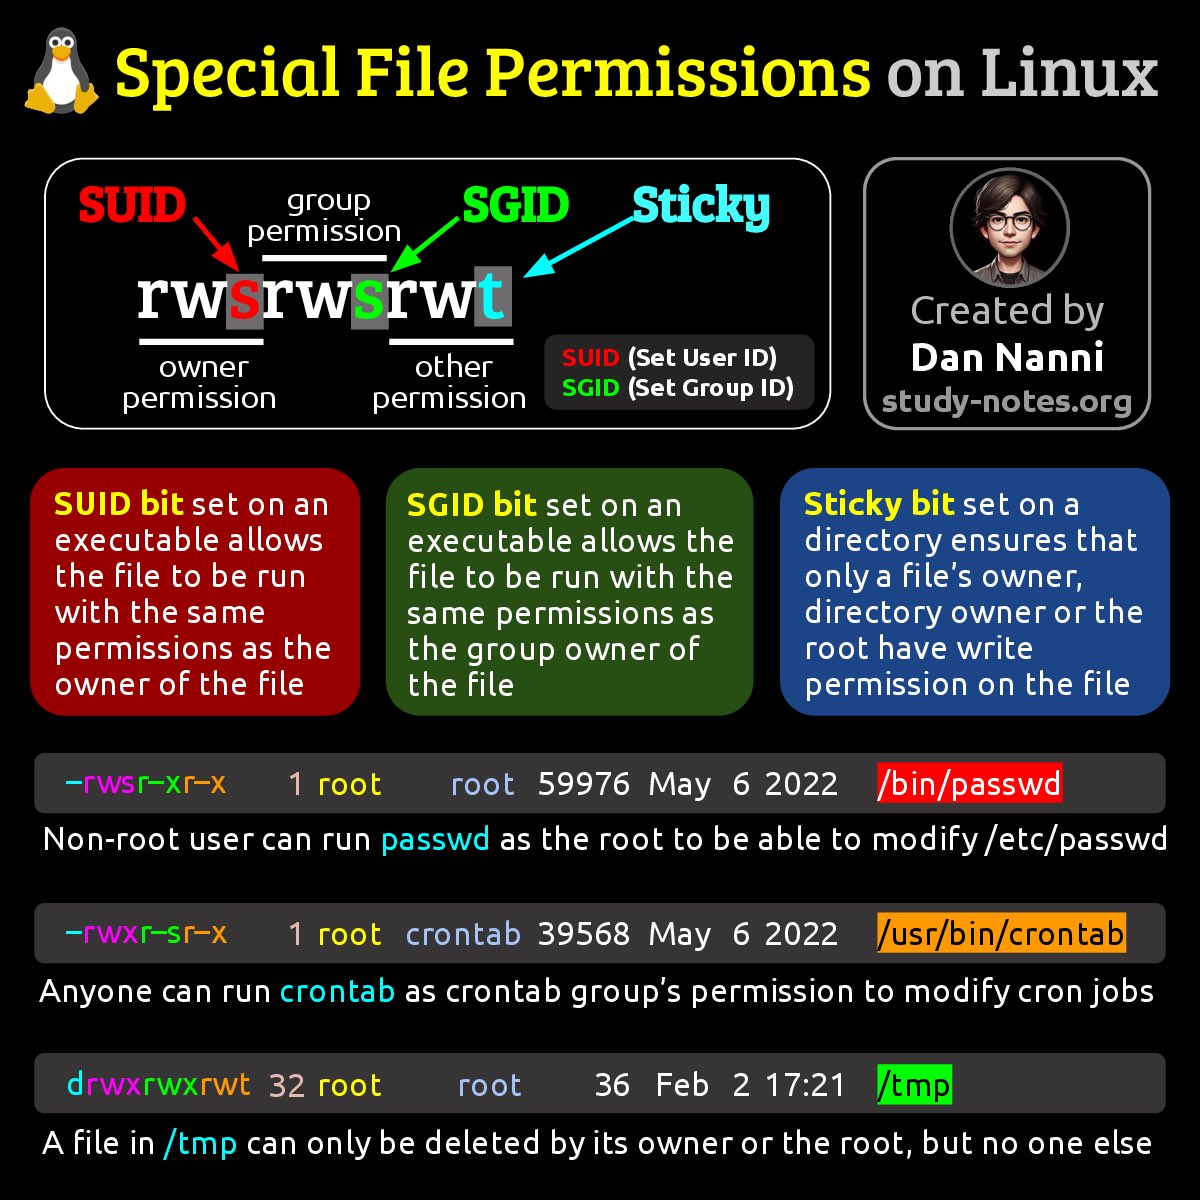 Special File Permissions on Linux
SUID
group
permission
SGID
Sticky
rwsrwsrwt
owner
permission
other
permission
SUID (Set User ID)
SGID (Set Group ID)
Created by
Dan Nanni
study-notes.org
SUID bit set on an
executable allows
the file to be run
with the same
permissions as the
owner of the file
SGID bit set on an
executable allows the
file to be run with the
same permissions as
the group owner of
the file
Sticky bit set on a
directory ensures that
only a file's owner,
directory owner or the
root have write
permission on the file
-rwsr-xr-x 1 root root 59976 May 6 2022 /bin/passwd
Non-root user can run passwd as the root to be able to modify /etc/passwd
-rwxr-sr-x 1 root crontab 39568 May 6 2022 /usr/bin/crontab
Anyone can run crontab as crontab group's permission to modify cron jobs
drwxrwxrwt 32 root root 36 Feb 2 17:21 /tmp
A file in /tmp can only be deleted by its owner or the root, but no one else